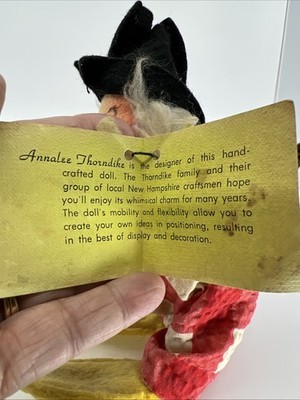 Annalee Thorndike is the designer of this hand-
crafted doll. The Thorndike family and their
group of local New Hampshire craftsmen hope
you'll enjoy its whimsical charm for many years.
The doll's mobility and flexibility allow you to
create your own ideas in positioning, resulting
in the best of display and decoration.